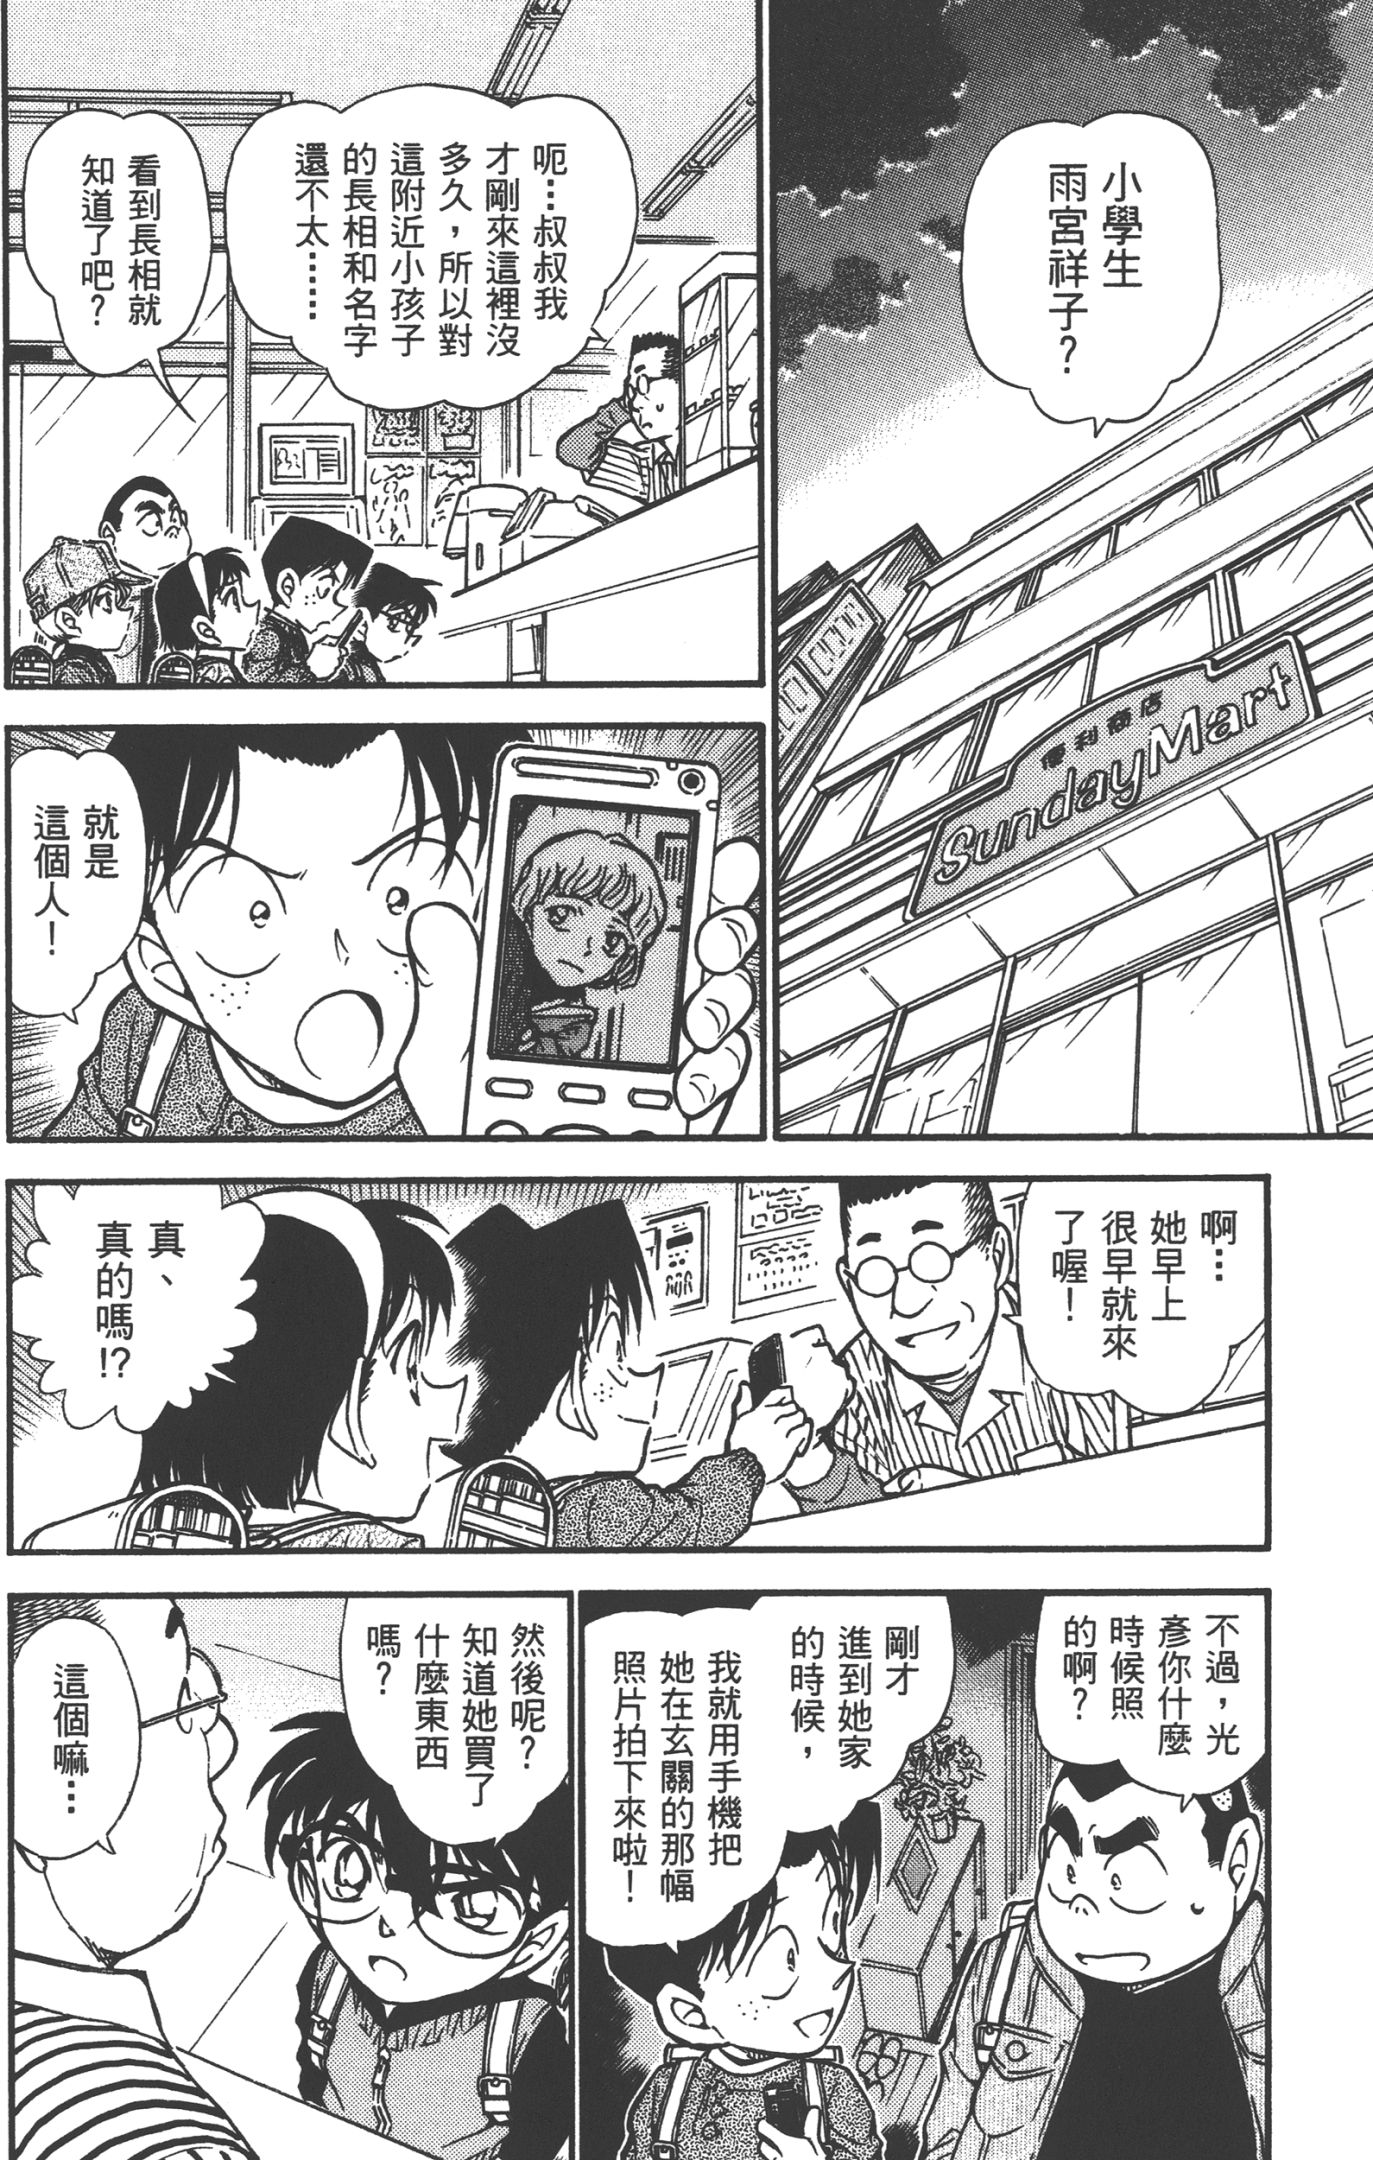 小學生
雨宮祥子？
便利商店
SundayMart
呃…叔叔我
才剛來這裡沒
多久，所以對
這附近小孩子
的長相和名字
還不太……
看到長相就
知道了吧？
就是
這個人！
啊…
她早上
很早就來
了喔！
真、
真的嗎!?
不過，光
彥你什麼
時候照
的啊？
剛才
進到她家
的時候，
我就用手機把
她在玄關的那幅
照片拍下來啦！
然後呢？
知道她買了
什麼東西
嗎？
這個嘛…